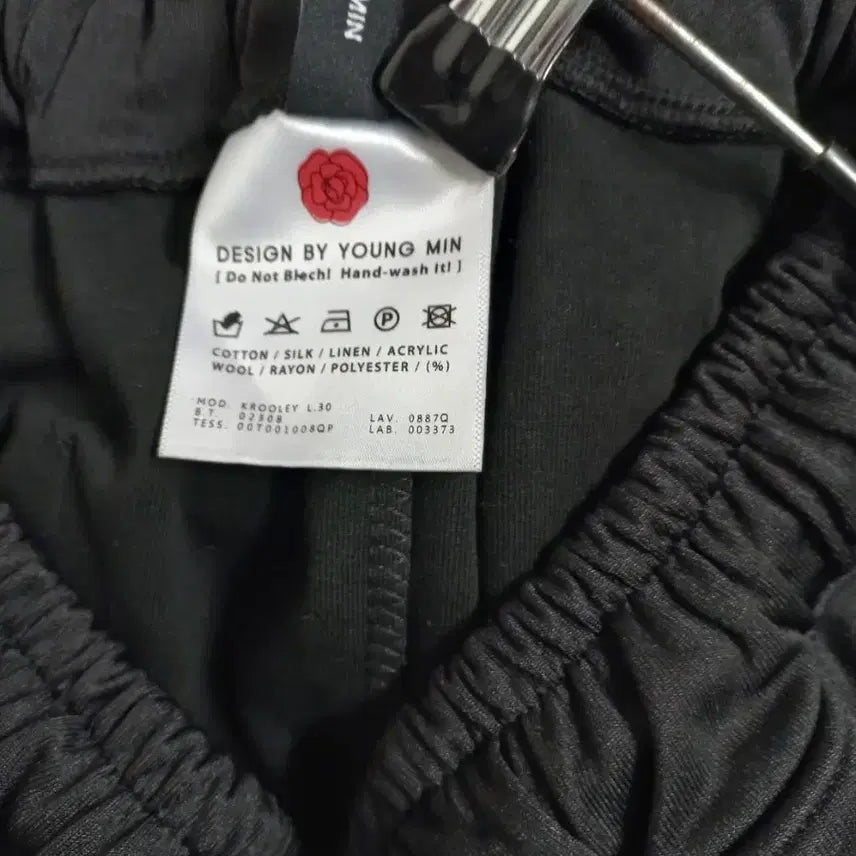 MIN
DESIGN BY YOUNG MIN
[ Do Not Blech! Hand-wash it! ]
P
COTTON / SILK / LINEN / ACRYLIC
WOOL / RAYON / POLYESTER / (%)
MOD. KROOLEY L.30
B.T. 02308 LAV. 0887Q
TESS. 00T001008QP LAB. 003373